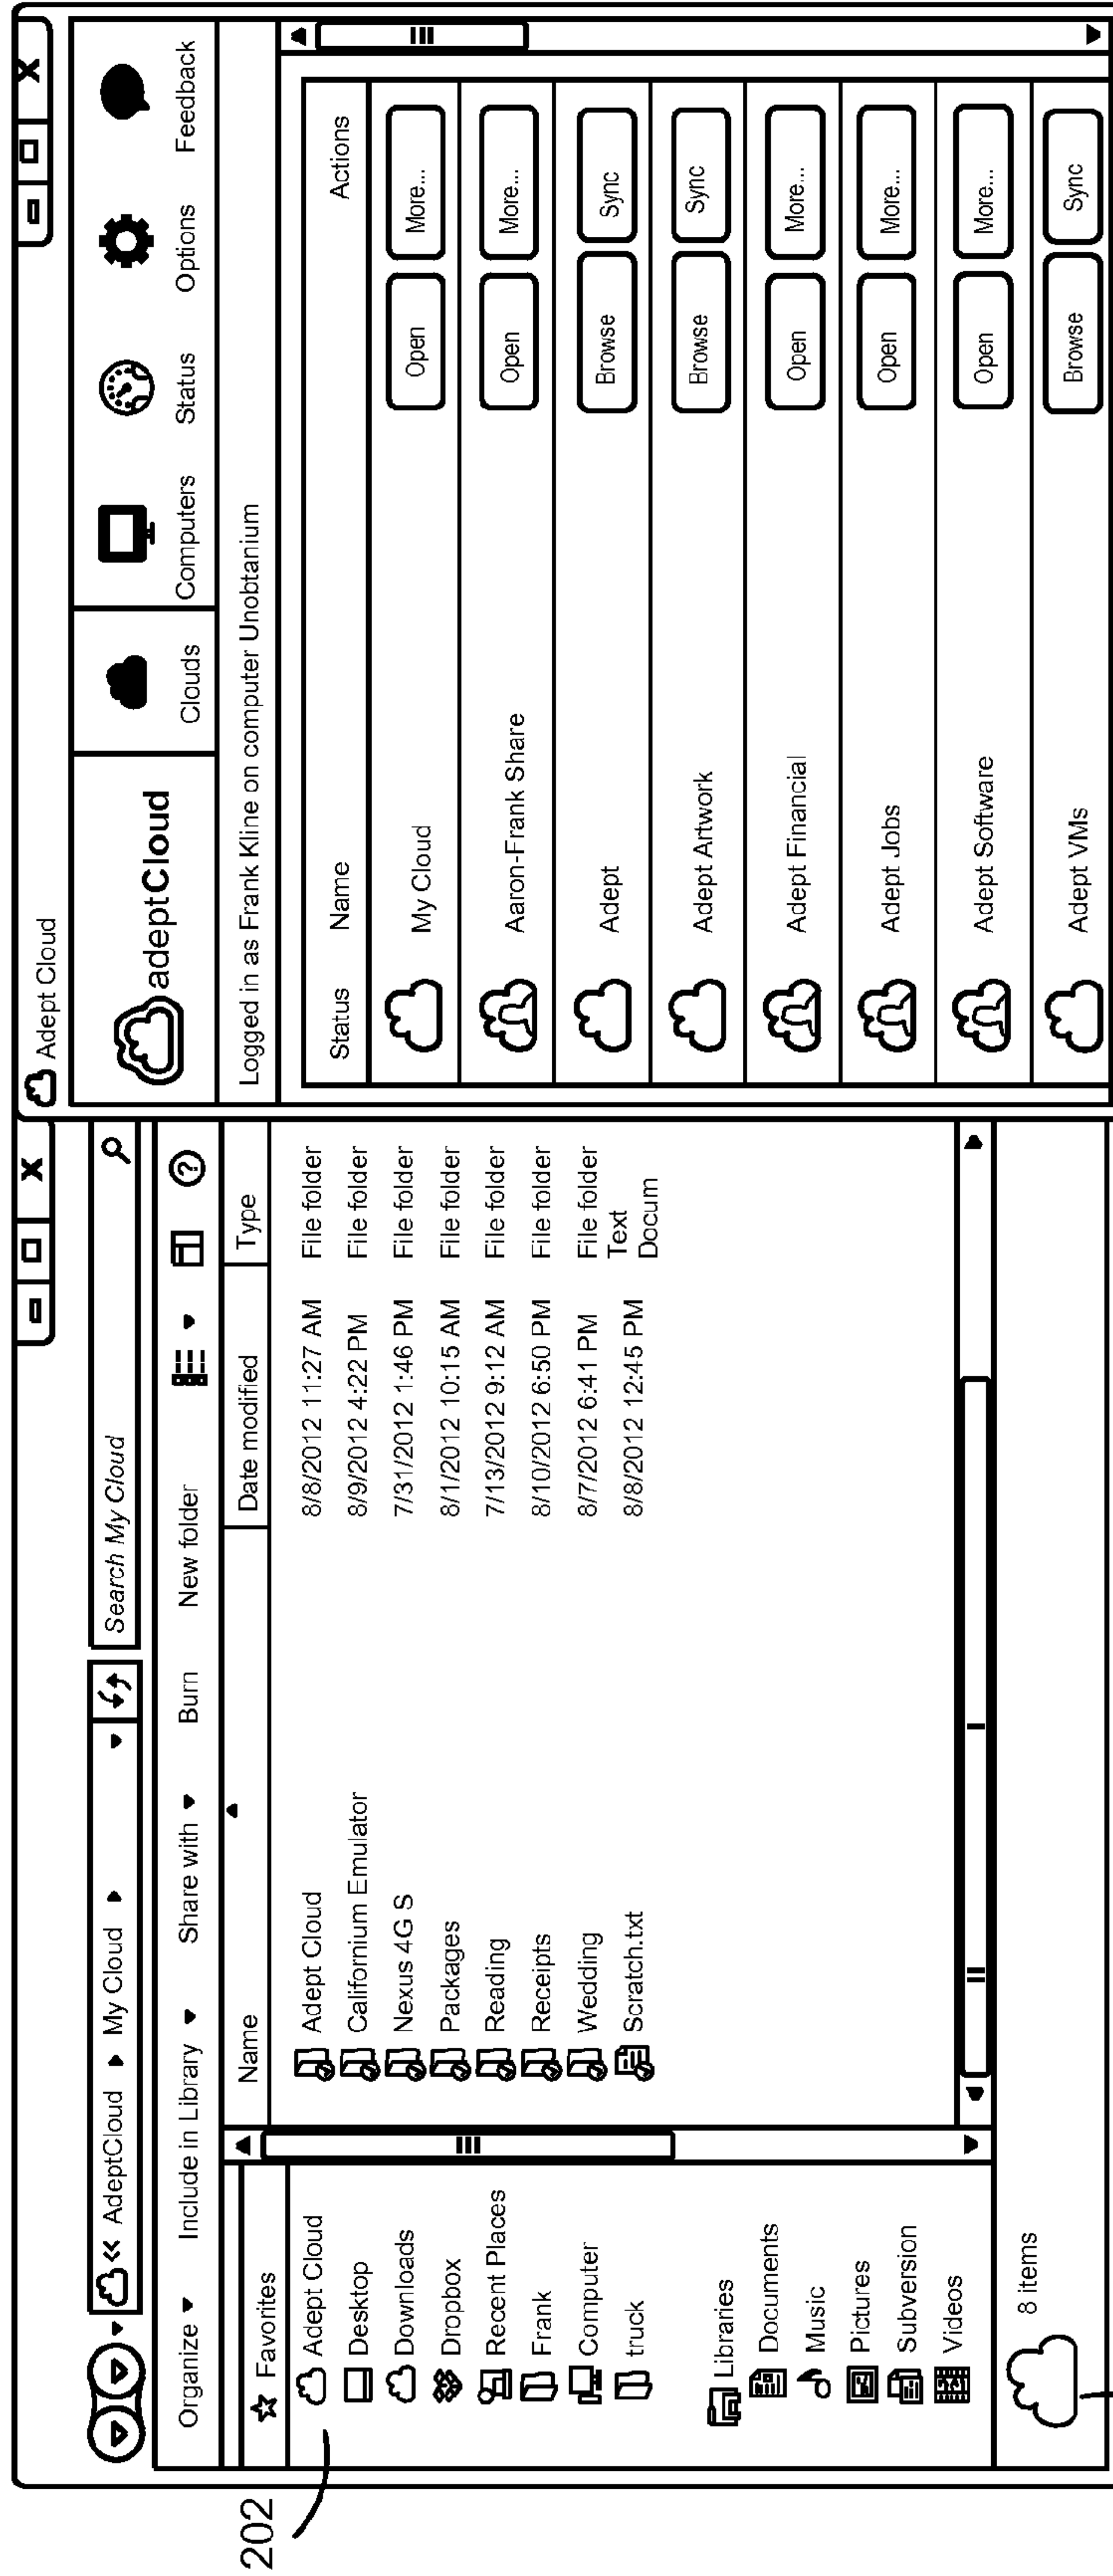 202
AdeptCloud My Cloud
Search My Cloud
X
Organize
Include in Library
Share with
Burn
New folder
?
Favorites
Adept Cloud
Desktop
Downloads
Dropbox
Recent Places
Frank
Computer
truck
Libraries
Documents
Music
Pictures
Subversion
Videos
Name Date modified Type
Adept Cloud 8/8/2012 11:27 AM File folder
Californium Emulator 8/9/2012 4:22 PM File folder
Nexus 4G S 7/31/2012 1:46 PM File folder
Packages 8/1/2012 10:15 AM File folder
Reading 7/13/2012 9:12 AM File folder
Receipts 8/10/2012 6:50 PM File folder
Wedding 8/7/2012 6:41 PM File folder
Scratch.txt 8/8/2012 12:45 PM Text
Docum
8 items
Adept Cloud
X
adeptCloud
Clouds
Computers
Status
Options
Feedback
Logged in as Frank Kline on computer Unobtanium
Status Name Actions
My Cloud Open More...
Aaron-Frank Share Open More...
Adept Browse Sync
Adept Artwork Browse Sync
Adept Financial Open More...
Adept Jobs Open More...
Adept Software Open More...
Adept VMs Browse Sync